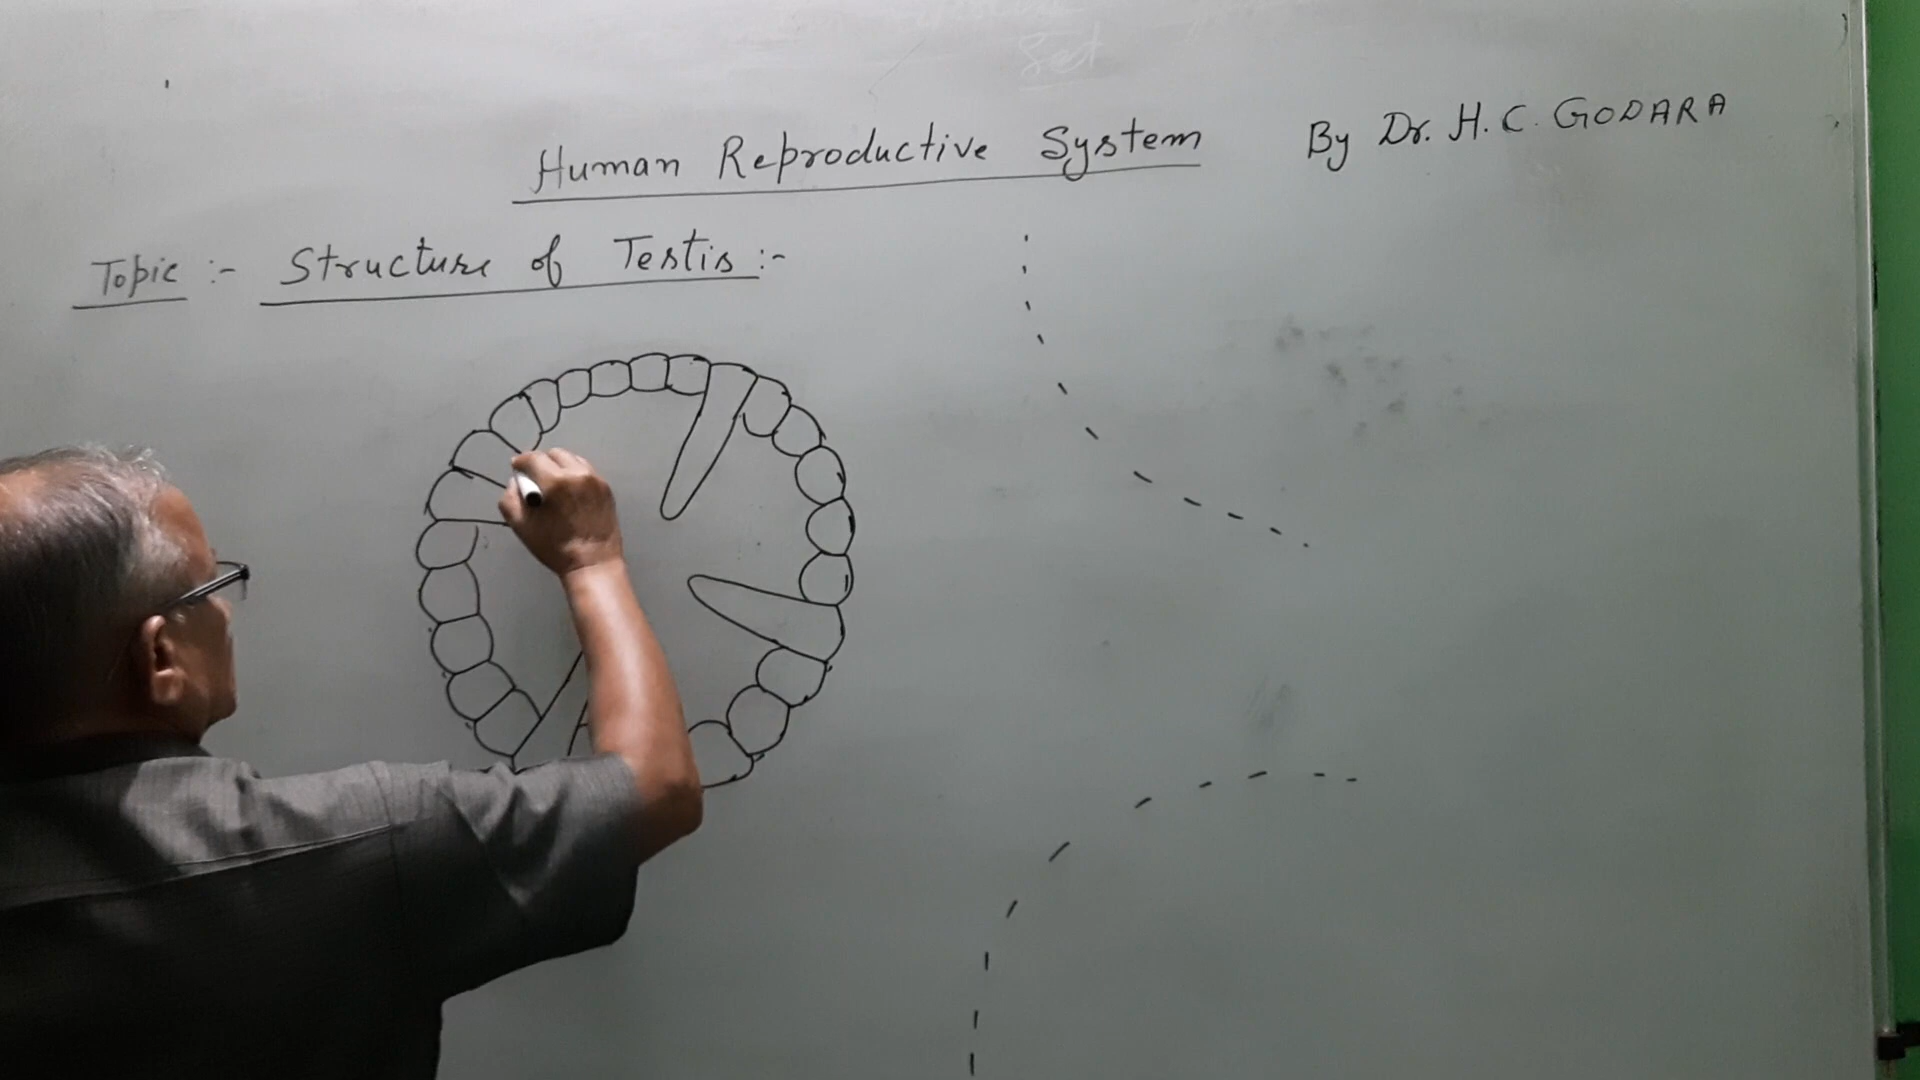 Human Reproductive System By Dr. H. C. GODARA
Topic :- Structure of Testis :-